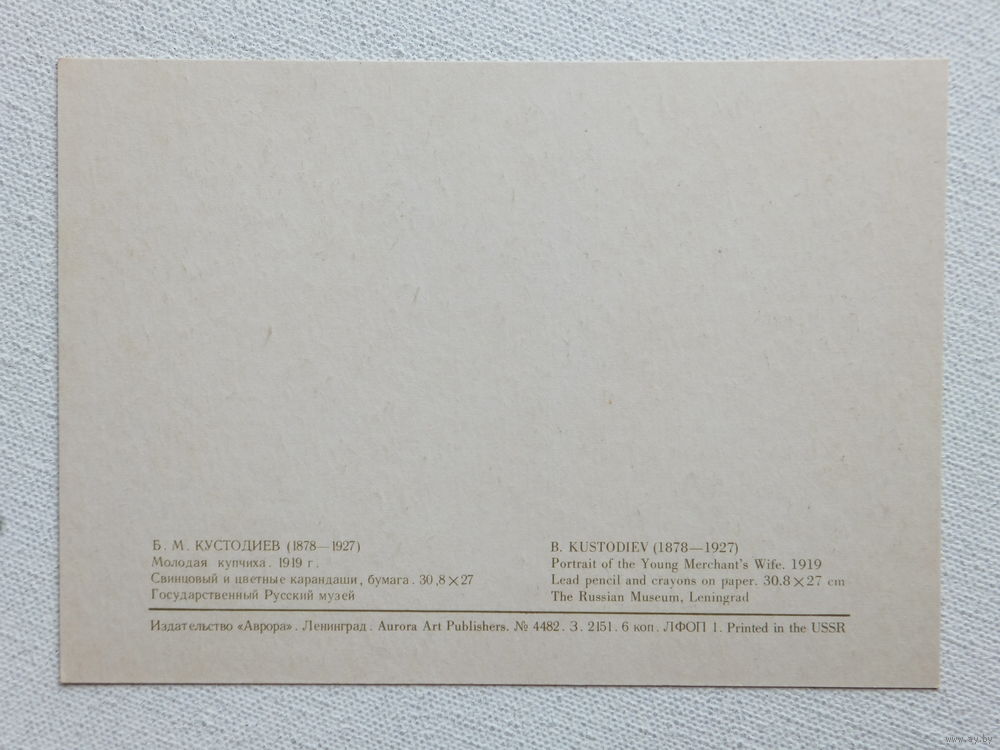 Б. М. КУСТОДИЕВ (1878—1927)
Молодая купчиха. 1919 г.
Свинцовый и цветные карандаши, бумага. 30,8×27
Государственный Русский музей
B. KUSTODIEV (1878—1927)
Portrait of the Young Merchant's Wife. 1919
Lead pencil and crayons on paper. 30.8×27 cm
The Russian Museum, Leningrad
Издательство «Аврора». Ленинград. Aurora Art Publishers. № 4482. З. 2151. 6 коп. ЛФОП 1. Printed in the USSR
www.ay.by